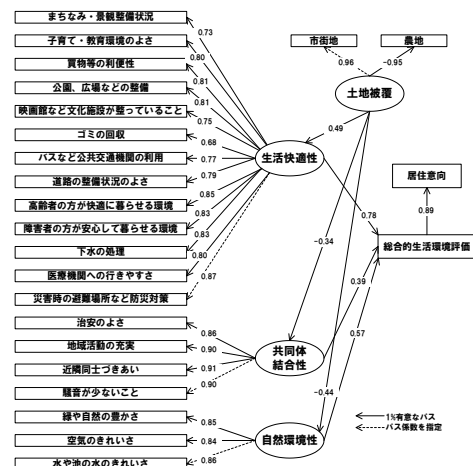 まちなみ・景観整備状況
子育て・教育環境のよさ
買物等の利便性
公園、広場などの整備
映画館など文化施設が整っていること
ゴミの回収
バスなど公共交通機関の利用
道路の整備状況のよさ
高齢者の方が快適に暮らせる環境
障害者の方が安心して暮らせる環境
下水の処理
医療機関への行きやすさ
災害時の避難場所など防災対策
治安のよさ
地域活動の充実
近隣同士づきあい
騒音が少ないこと
緑や自然の豊かさ
空気のきれいさ
水や池の水のきれいさ
0.73
0.80
0.81
0.81
0.75
0.68
0.77
0.79
0.85
0.83
0.83
0.80
0.87
0.86
0.90
0.91
0.90
0.85
0.84
0.86
生活快適性
共同体
結合性
自然環境性
市街地
農地
0.96
-0.95
土地被覆
0.49
-0.34
-0.44
居住意向
0.89
総合的生活環境評価
0.78
0.39
0.57
1%有意なパス
パス係数を指定